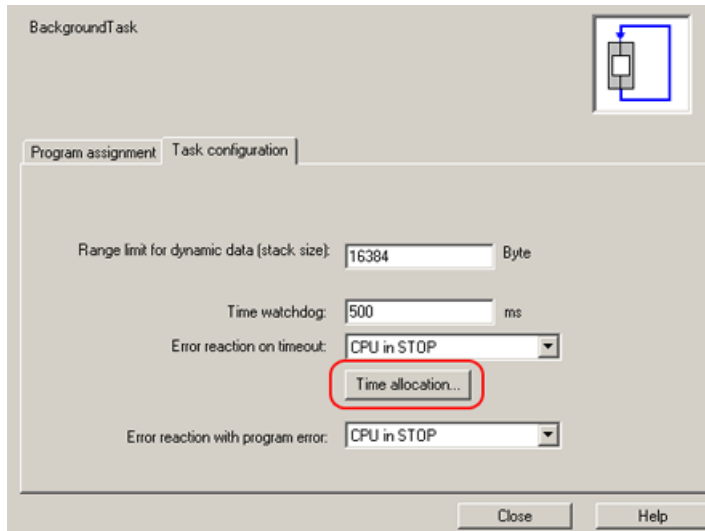 BackgroundTask
Program assignment Task configuration
Range limit for dynamic data (stack size): 16384 Byte
Time watchdog: 500 ms
Error reaction on timeout: CPU in STOP
Time allocation...
Error reaction with program error: CPU in STOP
Close Help